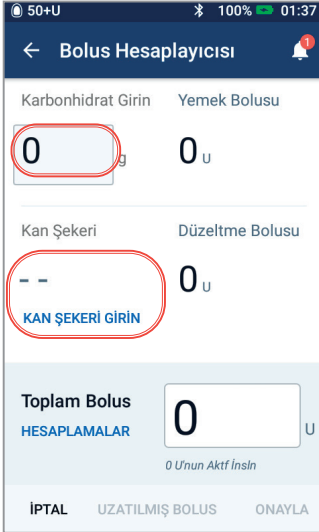 50+U 100% 01:37
← Bolus Hesaplayıcısı 1
Karbonhidrat Girin Yemek Bolusu
0 g 0 U
Kan Şekeri Düzeltme Bolusu
- - 0 U
KAN ŞEKERİ GİRİN
Toplam Bolus
HESAPLAMALAR 0 U
0 U'nun Aktif İnsln
İPTAL UZATILMIŞ BOLUS ONAYLA